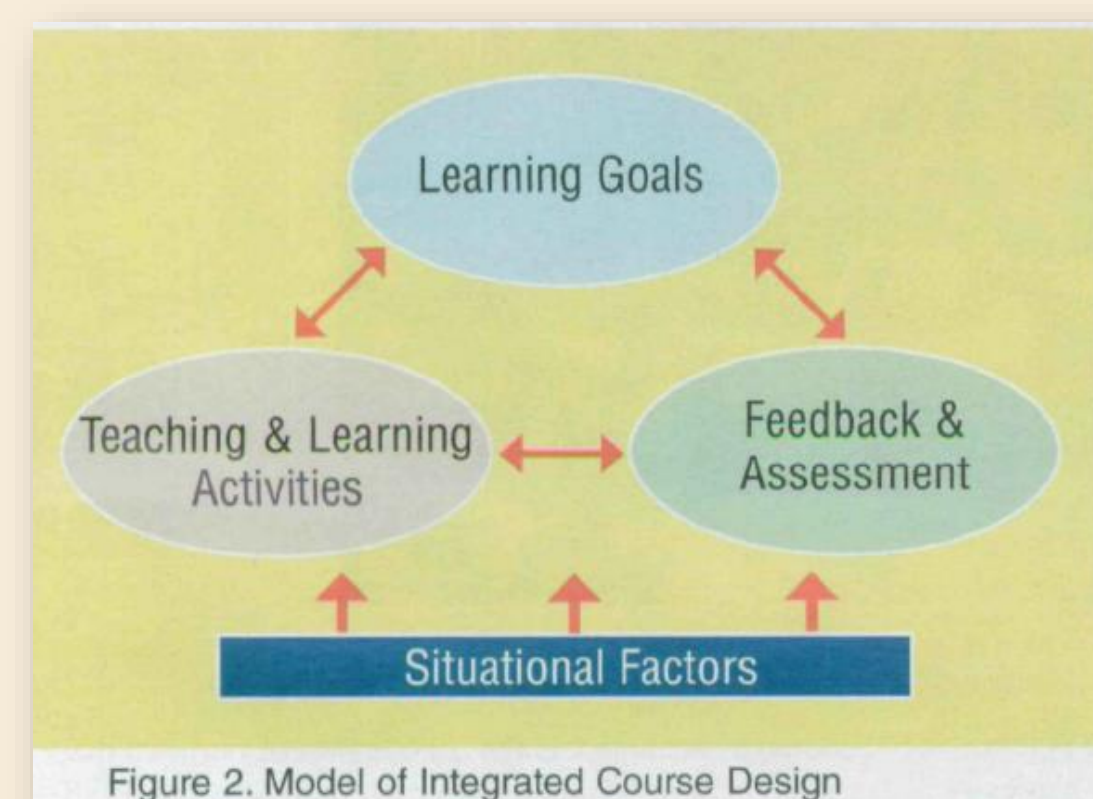 Learning Goals
Teaching & Learning
Activities
Feedback &
Assessment
Situational Factors
Figure 2. Model of Integrated Course Design